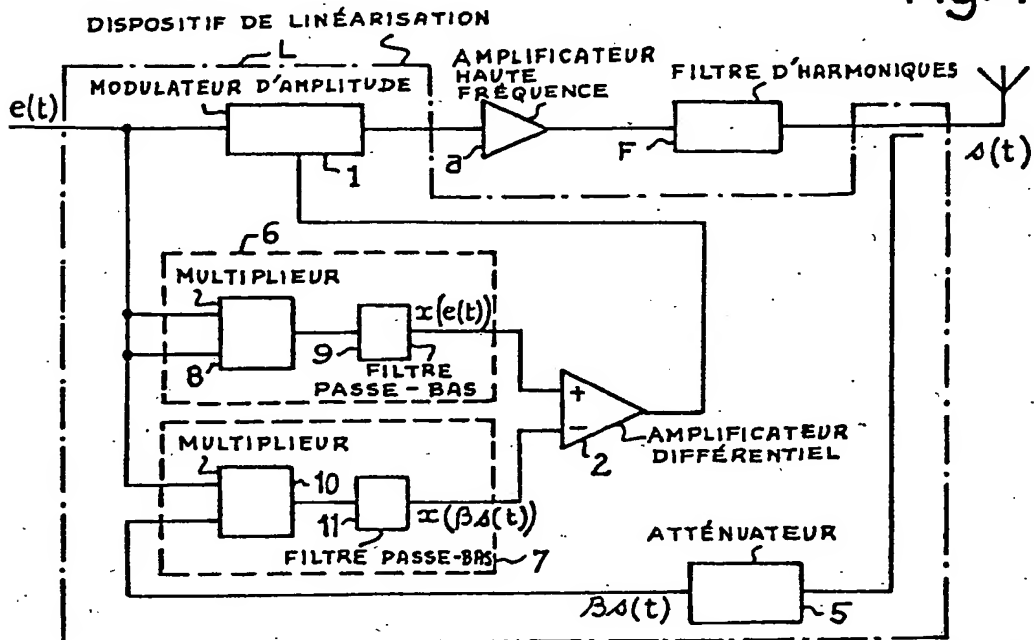 Fig.
DISPOSITIF DE LINÉARISATION
L
MODULATEUR D'AMPLITUDE
AMPLIFICATEUR
HAUTE
FRÉQUENCE
FILTRE D'HARMONIQUES
e(t)
1
a
F
s(t)
6
MULTIPLIEUR
x(e(t))
8
9
FILTRE
PASSE-BAS
+
−
AMPLIFICATEUR
DIFFÉRENTIEL
2
MULTIPLIEUR
10
11
x(βs(t))
FILTRE PASSE-BAS
7
ATTÉNUATEUR
βs(t)
5